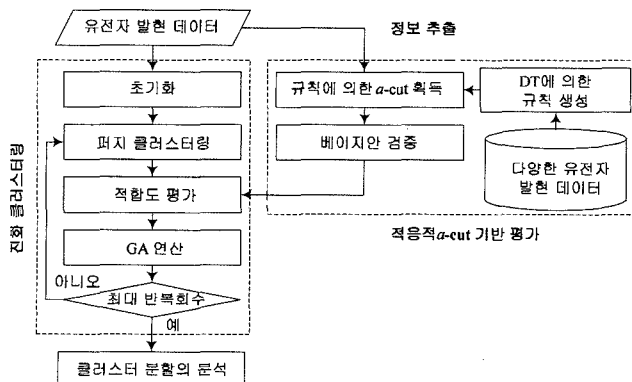 유전자 발현 데이터
정보 추출
초기화
규칙에 의한 a-cut 획득
DT에 의한
규칙 생성
퍼지 클러스터링
베이지안 검증
다양한 유전자
발현 데이터
적합도 평가
진화 클러스터링
GA 연산
적응적a-cut 기반 평가
아니오
최대 반복회수
예
클러스터 분할의 분석